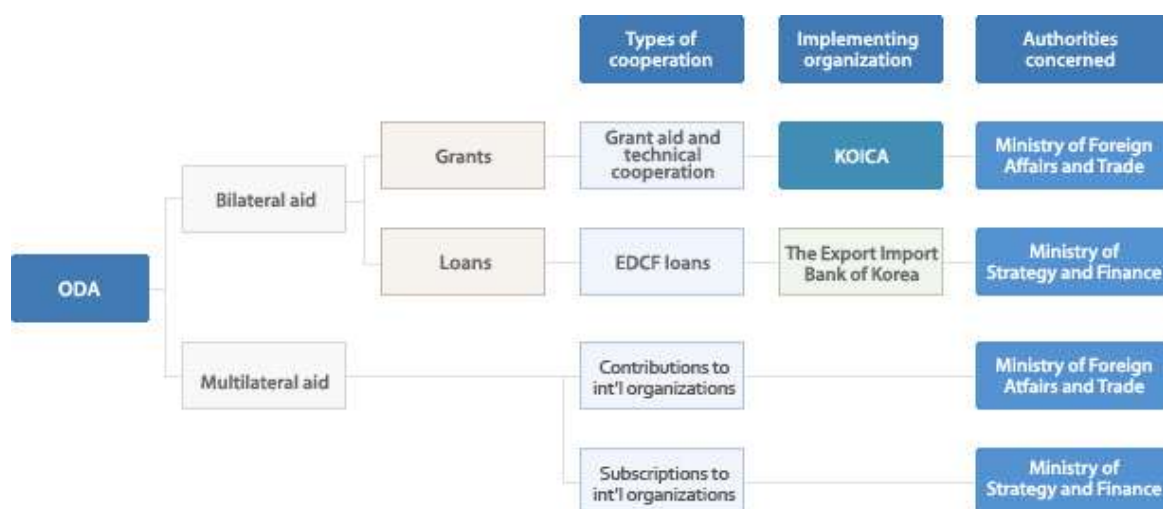 Types of
cooperation
Implementing
organization
Authorities
concerned
Grants
Grant aid and
technical
cooperation
KOICA
Ministry of Foreign
Affairs and Trade
Bilateral aid
Loans
EDCF loans
The Export Import
Bank of Korea
Ministry of
Strategy and Finance
ODA
Multilateral aid
Contributions to
int'l organizations
Ministry of Foreign
Atfairs and Trade
Subscriptions to
int'l organizations
Ministry of
Strategy and Finance